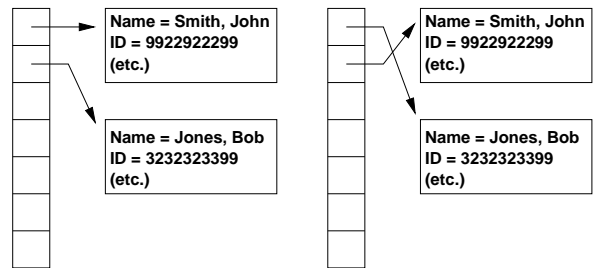 Name = Smith, John
ID = 9922922299
(etc.)
Name = Jones, Bob
ID = 3232323399
(etc.)
Name = Smith, John
ID = 9922922299
(etc.)
Name = Jones, Bob
ID = 3232323399
(etc.)